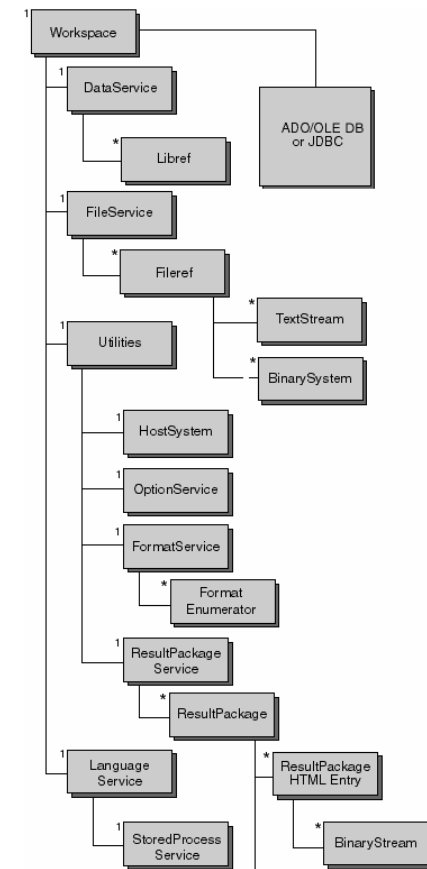 1
Workspace
1
DataService
ADO/OLE DB
or JDBC
*
Libref
1
FileService
*
Fileref
*
TextStream
1
Utilities
*
BinarySystem
1
HostSystem
1
OptionService
1
FormatService
*
Format
Enumerator
1
ResultPackage
Service
*
ResultPackage
1
Language
Service
*
ResultPackage
HTML Entry
1
StoredProcess
Service
*
BinaryStream